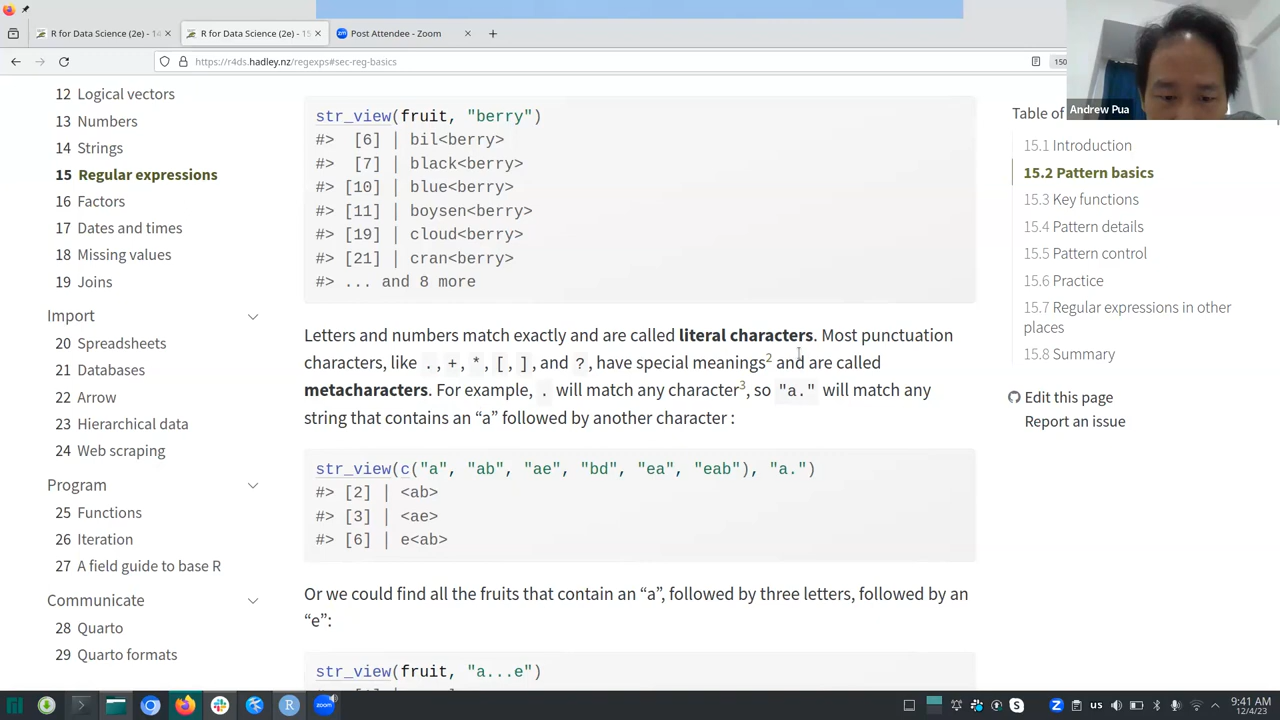 R for Data Science (2e) - 14
R for Data Science (2e) - 15
Post Attendee - Zoom
https://r4ds.hadley.nz/regexps#sec-reg-basics
150
Andrew Pua
12 Logical vectors
13 Numbers
14 Strings
15 Regular expressions
16 Factors
17 Dates and times
18 Missing values
19 Joins
Import
20 Spreadsheets
21 Databases
22 Arrow
23 Hierarchical data
24 Web scraping
Program
25 Functions
26 Iteration
27 A field guide to base R
Communicate
28 Quarto
29 Quarto formats
str_view(fruit, "berry")
#>  [6] | bil<berry>
#>  [7] | black<berry>
#> [10] | blue<berry>
#> [11] | boysen<berry>
#> [19] | cloud<berry>
#> [21] | cran<berry>
#> ... and 8 more
Letters and numbers match exactly and are called literal characters. Most punctuation
characters, like ., +, *, [, ], and ?, have special meanings2 and are called
metacharacters. For example, . will match any character3, so "a." will match any
string that contains an “a” followed by another character :
str_view(c("a", "ab", "ae", "bd", "ea", "eab"), "a.")
#> [2] | <ab>
#> [3] | <ae>
#> [6] | e<ab>
Or we could find all the fruits that contain an “a”, followed by three letters, followed by an
“e”:
str_view(fruit, "a...e")
Table of
15.1 Introduction
15.2 Pattern basics
15.3 Key functions
15.4 Pattern details
15.5 Pattern control
15.6 Practice
15.7 Regular expressions in other
places
15.8 Summary
Edit this page
Report an issue
us
9:41 AM
12/4/23